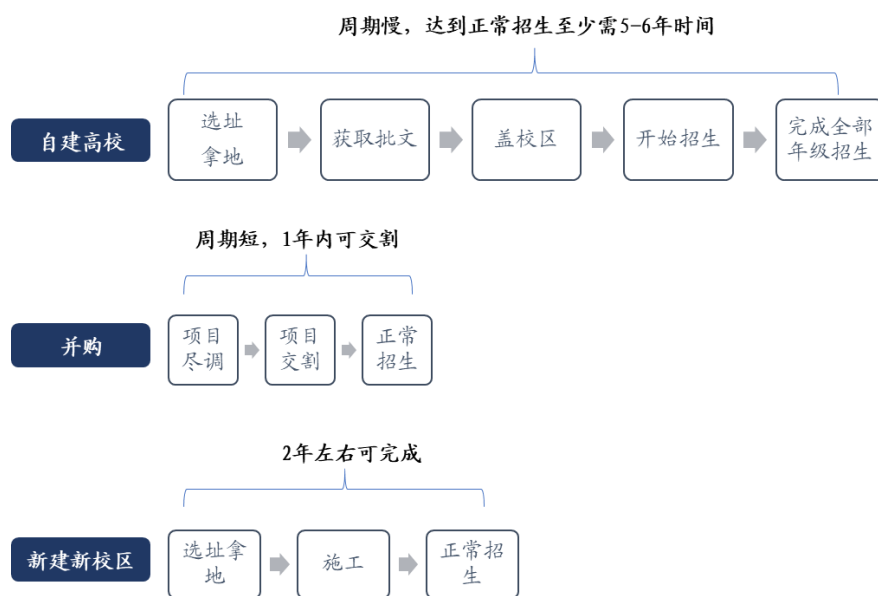 周期慢，达到正常招生至少需5-6年时间
自建高校
选址
拿地
获取批文
盖校区
开始招生
完成全部
年级招生
周期短，1年内可交割
并购
项目
尽调
项目
交割
正常
招生
2年左右可完成
新建新校区
选址拿
地
施工
正常招
生